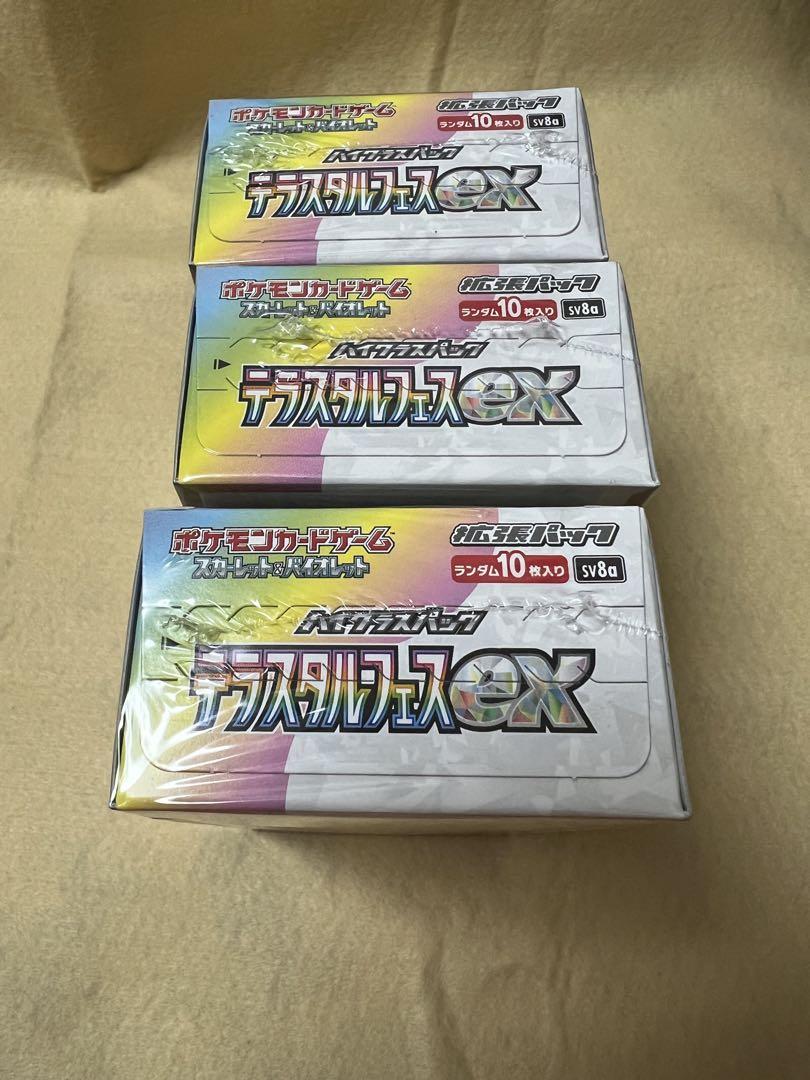 ポケモンカードゲーム
スカーレット&バイオレット
拡張パック
ランダム10枚入り SV8a
ハイクラスパック
テラスタルフェスex
ポケモンカードゲーム
スカーレット&バイオレット
拡張パック
ランダム10枚入り SV8a
ハイクラスパック
テラスタルフェスex
ポケモンカードゲーム
スカーレット&バイオレット
拡張パック
ランダム10枚入り SV8a
ハイクラスパック
テラスタルフェスex